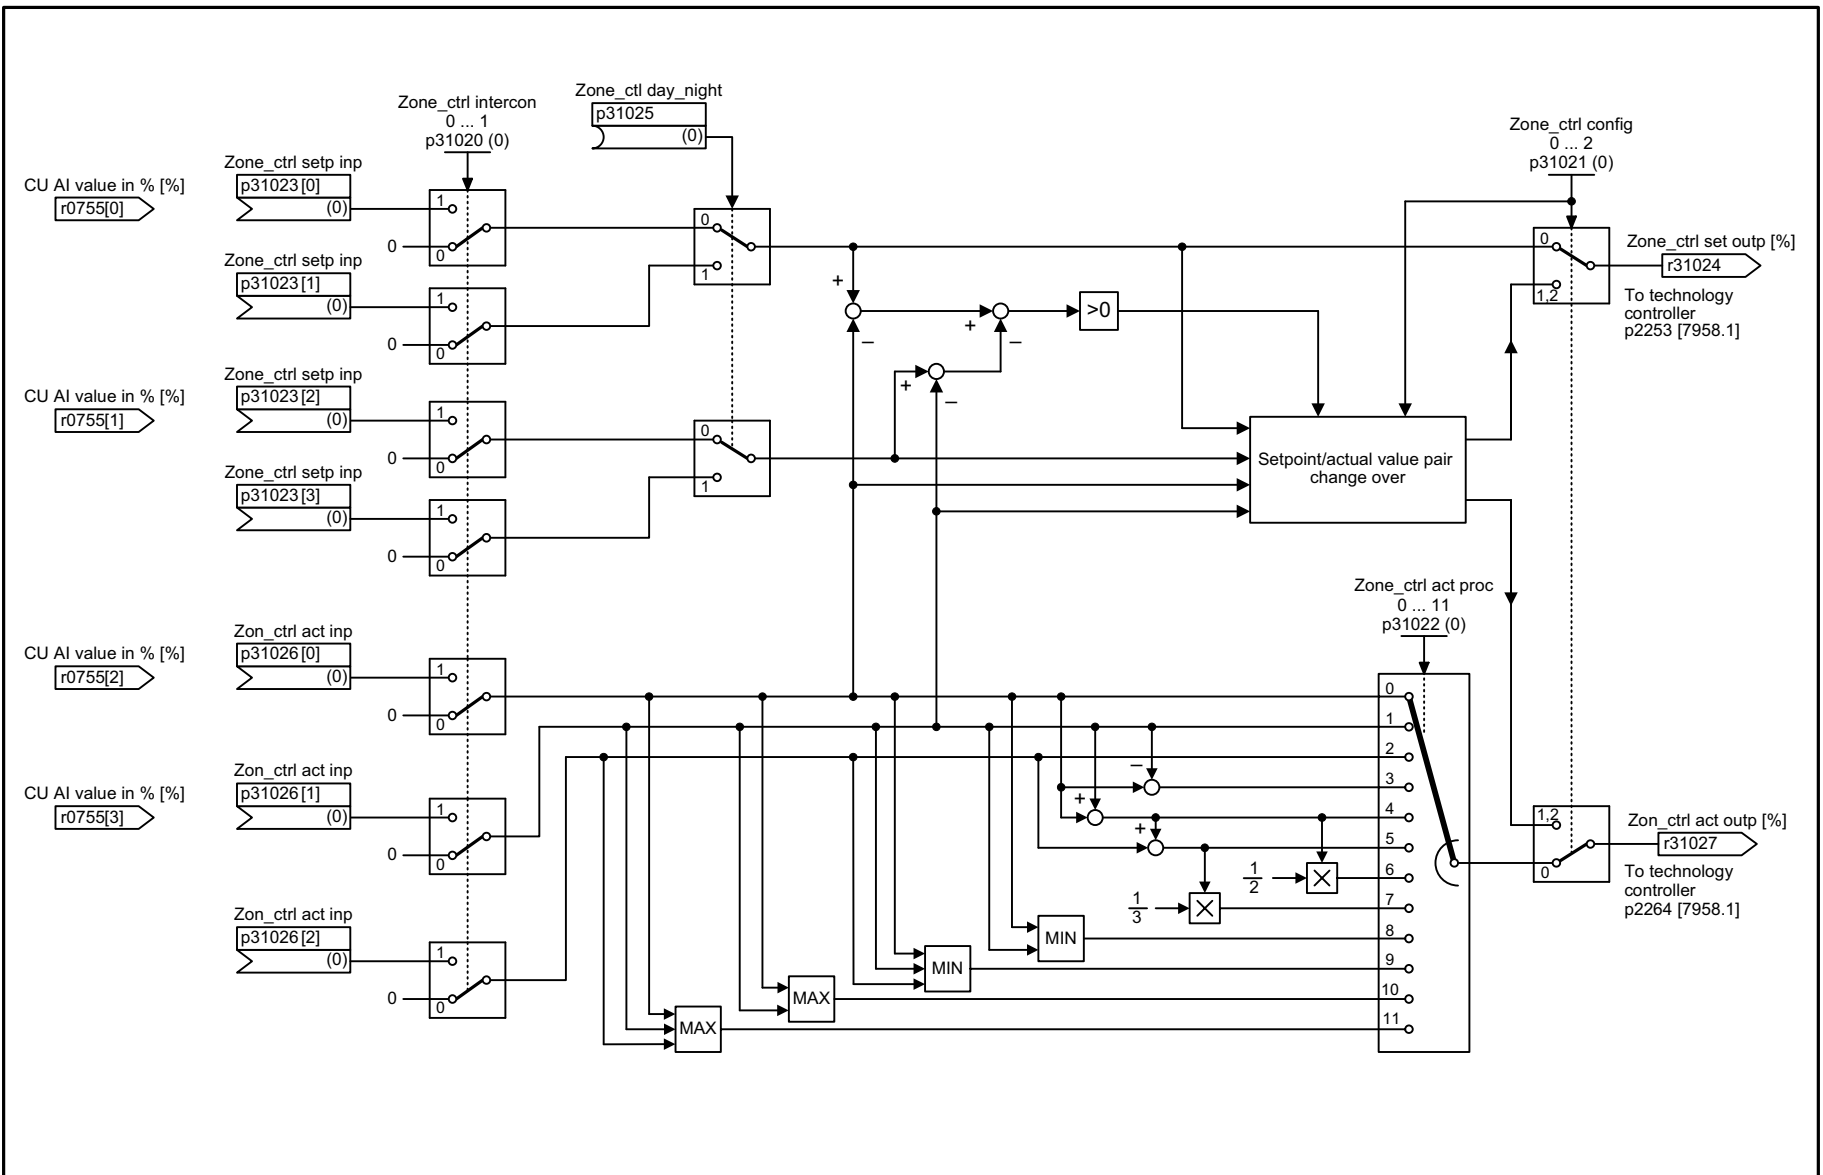 Zone_ctrl intercon
0 ... 1
p31020 (0)
Zone_ctl day_night
p31025
(0)
Zone_ctrl config
0 ... 2
p31021 (0)
CU AI value in % [%]
r0755[0]
Zone_ctrl setp inp
p31023[0]
(0)
1
0
0
Zone_ctrl setp inp
p31023[1]
(0)
1
0
0
0
1
CU AI value in % [%]
r0755[1]
Zone_ctrl setp inp
p31023[2]
(0)
1
0
0
Zone_ctrl setp inp
p31023[3]
(0)
1
0
0
0
1
+
−
+
−
+
−
>0
Setpoint/actual value pair
change over
0
1,2
Zone_ctrl set outp [%]
r31024
To technology
controller
p2253 [7958.1]
CU AI value in % [%]
r0755[2]
Zon_ctrl act inp
p31026[0]
(0)
1
0
0
CU AI value in % [%]
r0755[3]
Zon_ctrl act inp
p31026[1]
(0)
1
0
0
Zon_ctrl act inp
p31026[2]
(0)
1
0
0
Zone_ctrl act proc
0 ... 11
p31022 (0)
0
1
2
− 3
+ 4
+ 5
1/2 × 6
1/3 × 7
MIN 8
MIN 9
MAX 10
MAX 11
1,2
0
Zon_ctrl act outp [%]
r31027
To technology
controller
p2264 [7958.1]